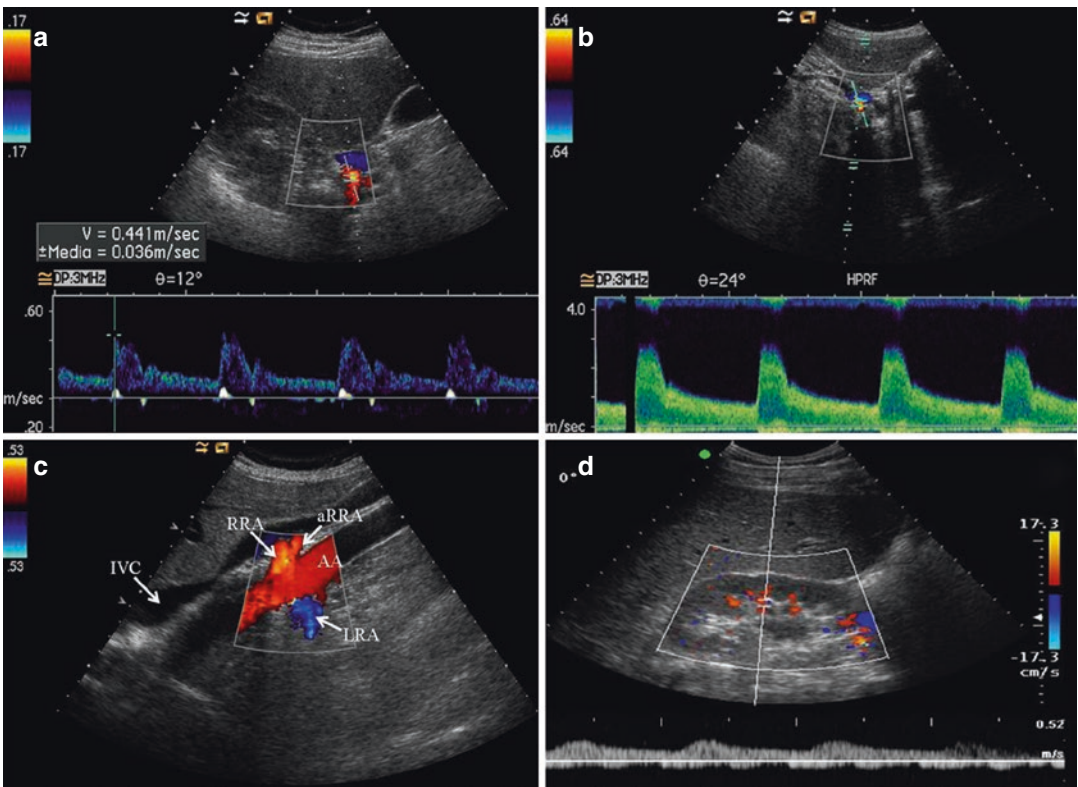 a
.17
.17
V = 0.441m/sec
±Media = 0.036m/sec
DP:3MHz θ=12°
.60
m/sec
.20
b
.64
.64
DP:3MHz θ=24° HPRF
4.0
m/sec
c
.53
.53
RRA
aRRA
AA
IVC
LRA
d
0°
17.3
-17.3
cm/s
0.52
m/s